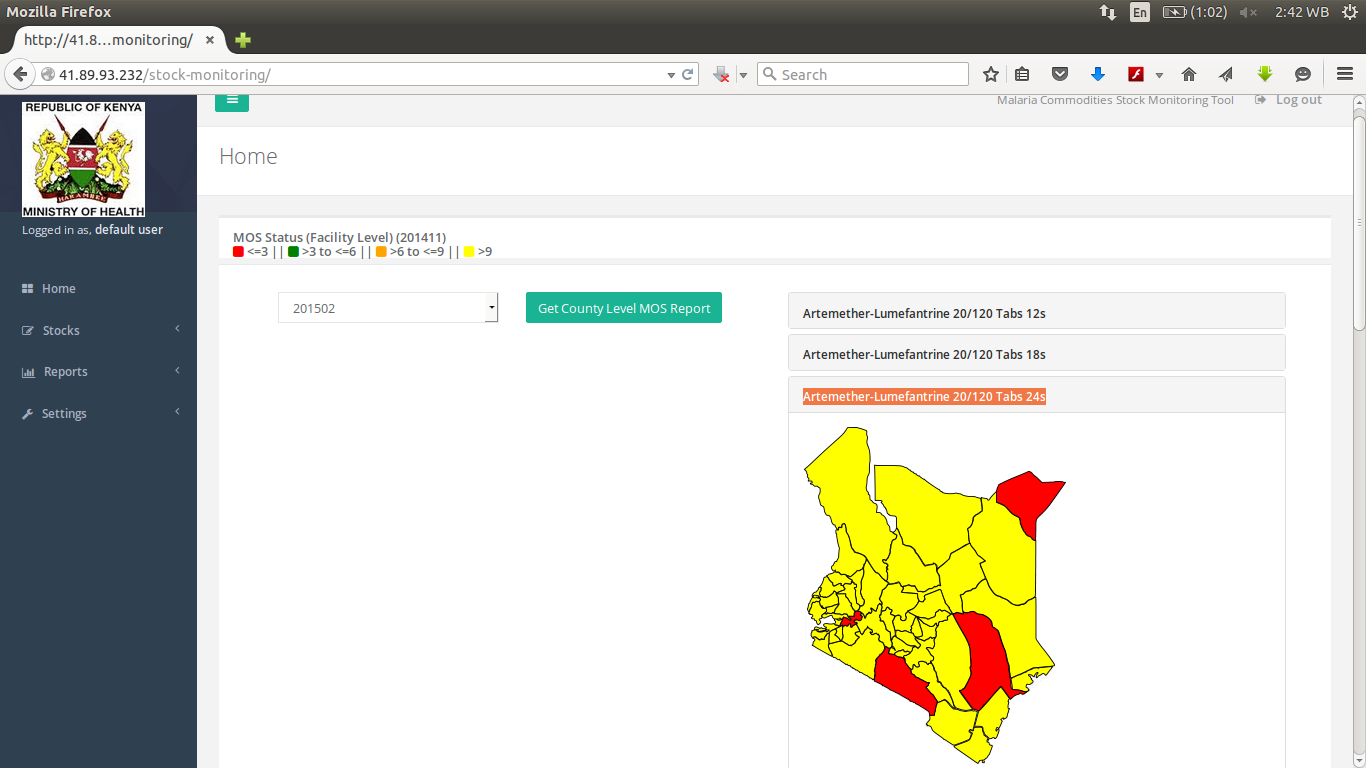 Mozilla Firefox
En
(1:02)
2:42 WB
http://41.8...monitoring/
41.89.93.232/stock-monitoring/
Search
REPUBLIC OF KENYA
HARAMBEE
MINISTRY OF HEALTH
Logged in as, default user
Home
Stocks
Reports
Settings
Malaria Commodities Stock Monitoring Tool
Log out
Home
MOS Status (Facility Level) (201411)
<=3 || >3 to <=6 || >6 to <=9 || >9
201502
Get County Level MOS Report
Artemether-Lumefantrine 20/120 Tabs 12s
Artemether-Lumefantrine 20/120 Tabs 18s
Artemether-Lumefantrine 20/120 Tabs 24s